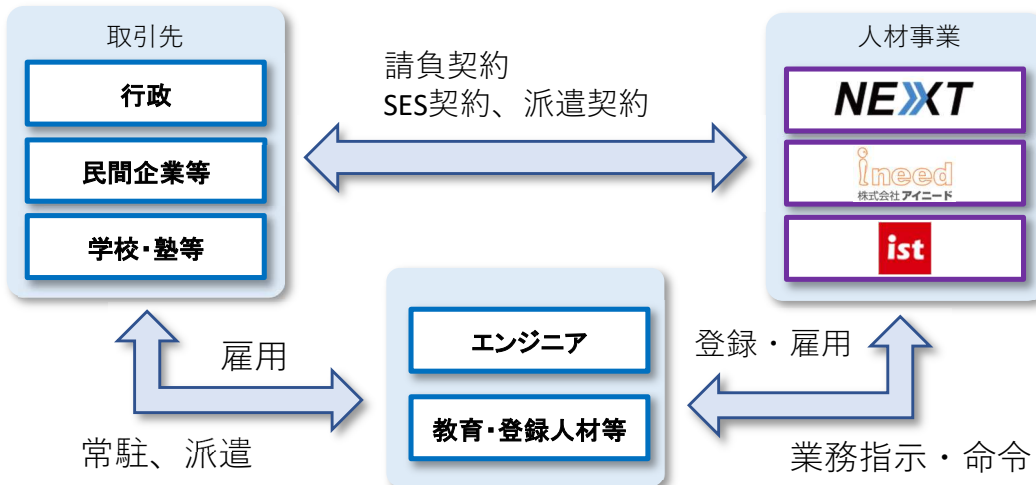 取引先
行政
民間企業等
学校・塾等
請負契約
SES契約、派遣契約
人材事業
NEXT
ineed
株式会社アイニード
ist
エンジニア
教育・登録人材等
雇用
常駐、派遣
登録・雇用
業務指示・命令